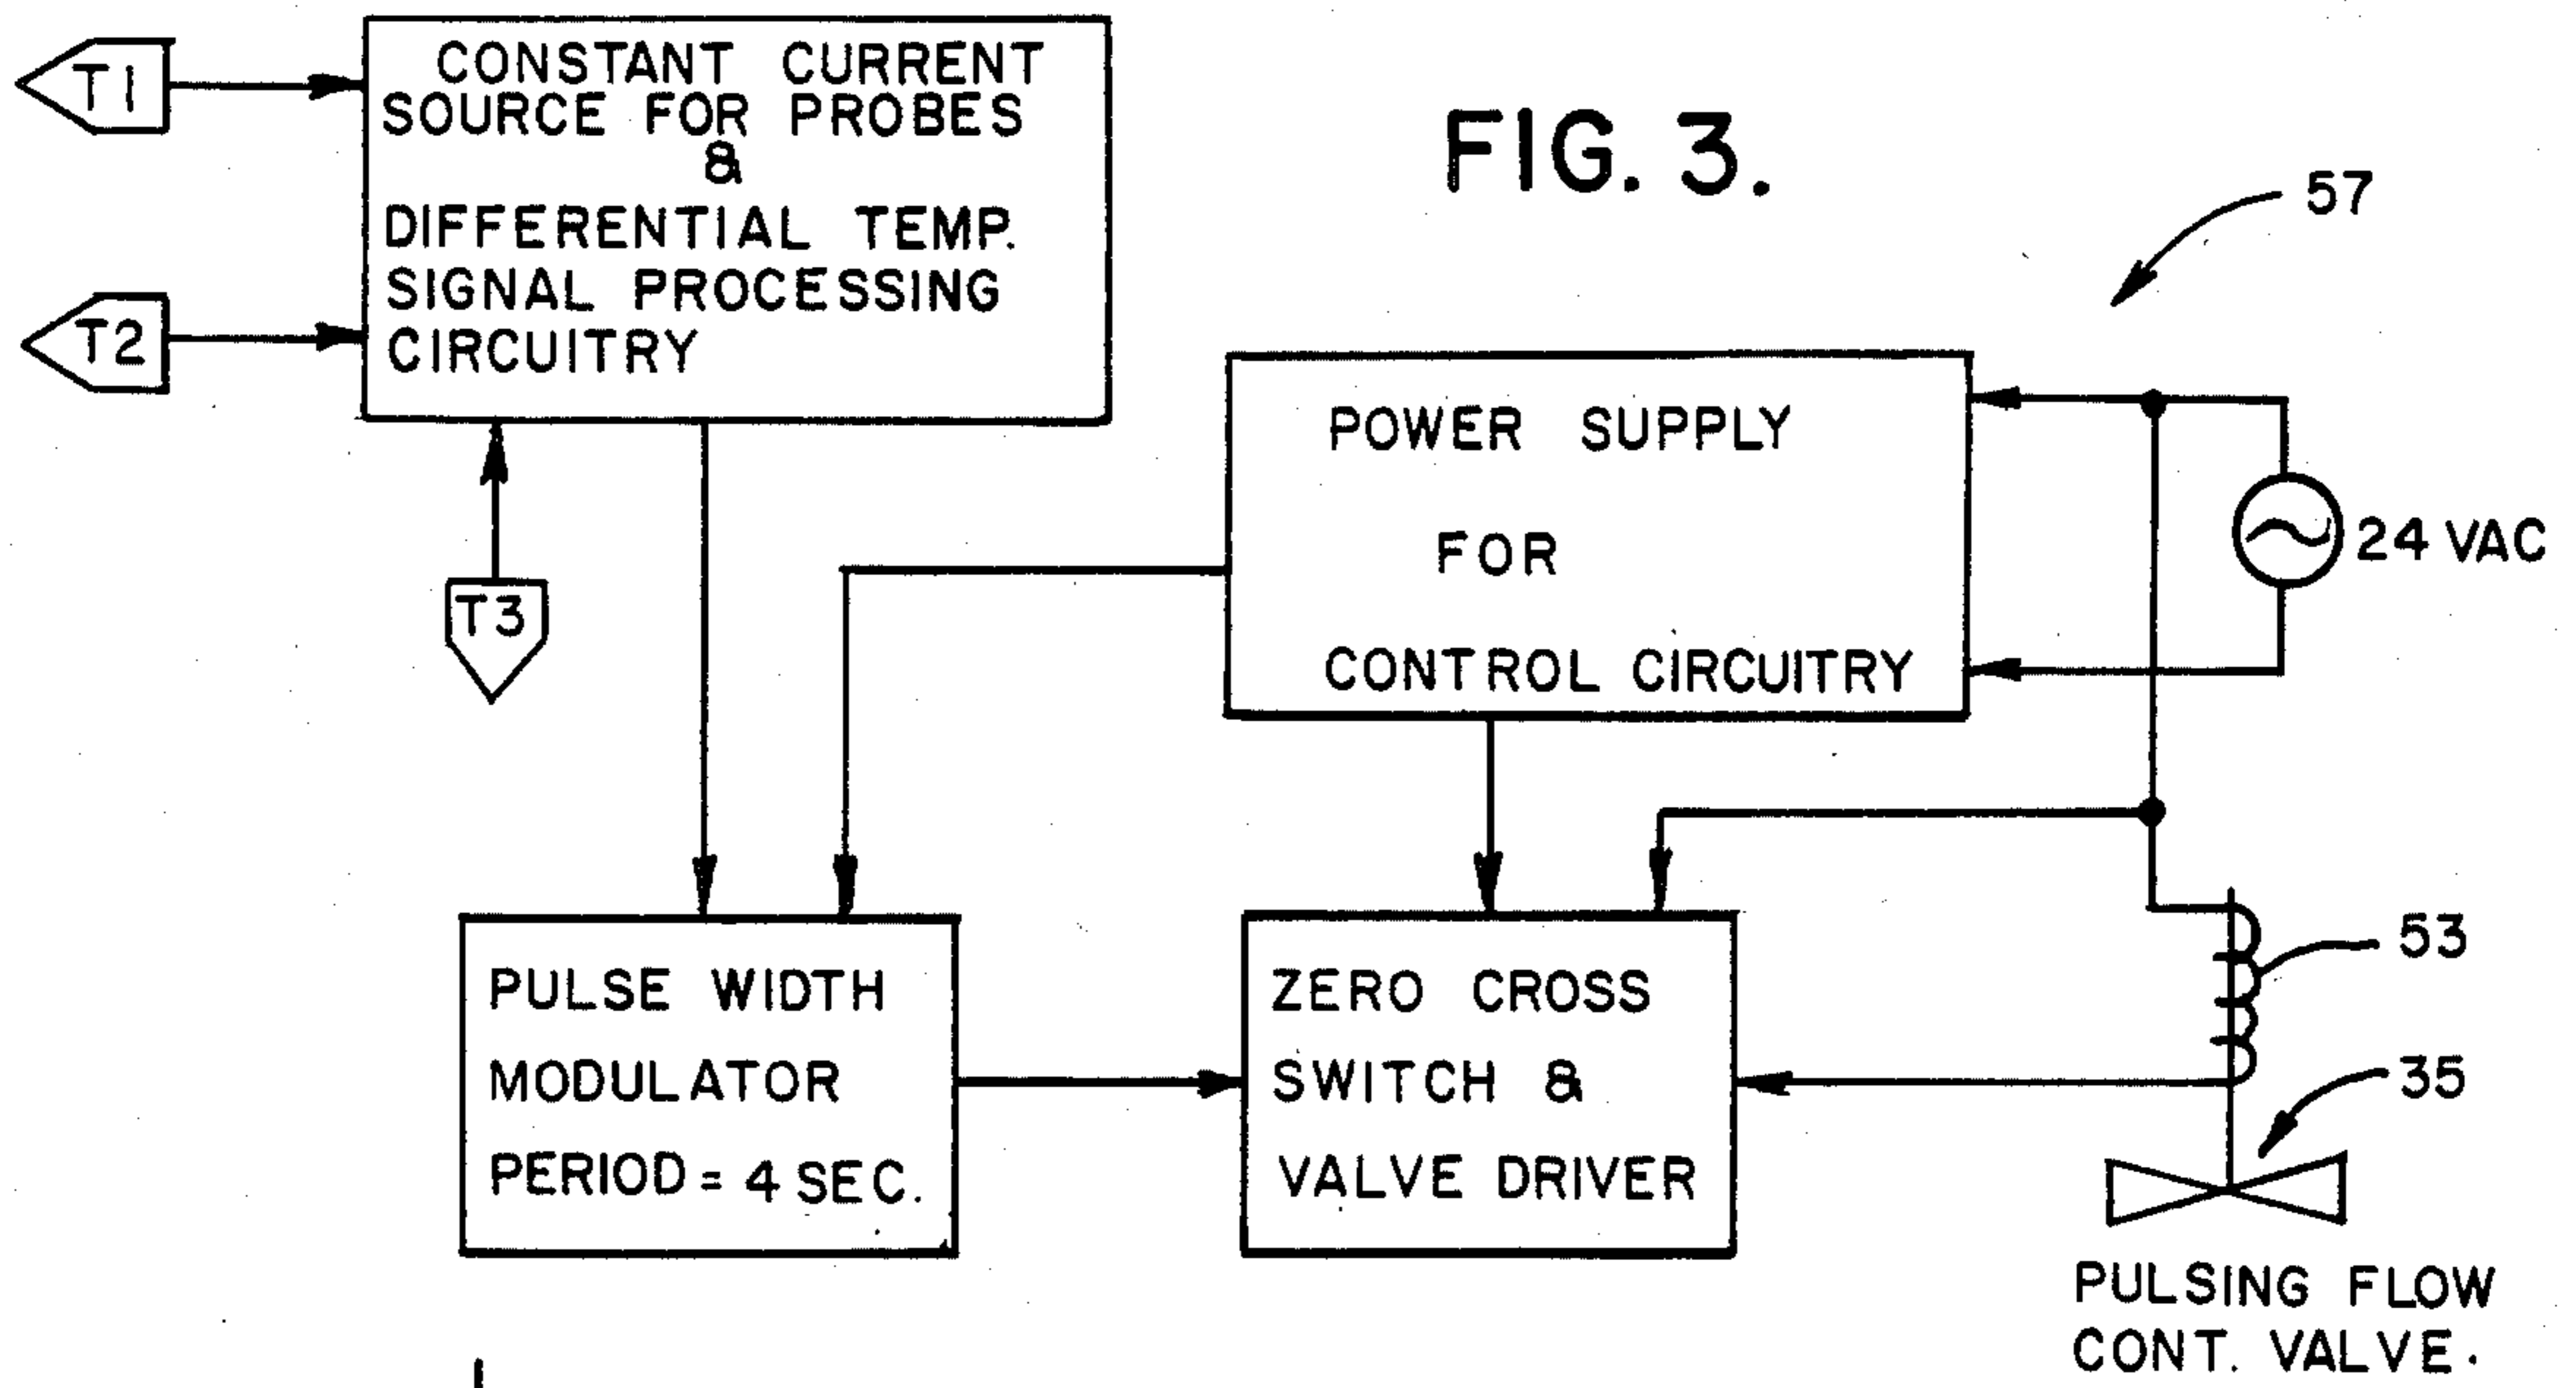 T1
CONSTANT CURRENT
SOURCE FOR PROBES
&
DIFFERENTIAL TEMP.
SIGNAL PROCESSING
CIRCUITRY
T2
T3
FIG. 3.
57
POWER SUPPLY
FOR
CONTROL CIRCUITRY
24 VAC
PULSE WIDTH
MODULATOR
PERIOD = 4 SEC.
ZERO CROSS
SWITCH &
VALVE DRIVER
53
35
PULSING FLOW
CONT. VALVE.